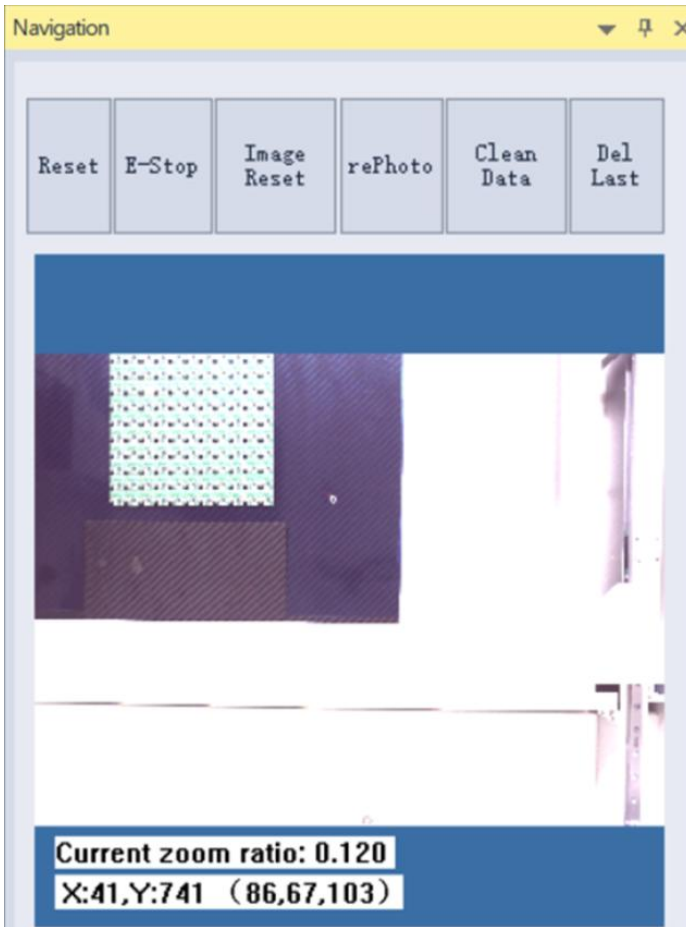 Navigation
Reset E-Stop Image Reset rePhoto Clean Data Del Last
Current zoom ratio: 0.120
X:41,Y:741 （86,67,103）